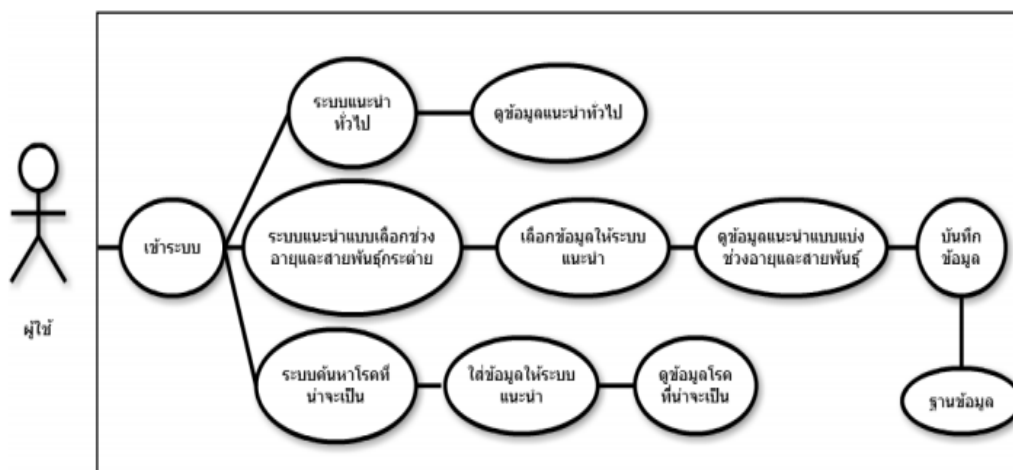 ระบบแนะนำ
ทั่วไป
ดูข้อมูลแนะนำทั่วไป
ผู้ใช้
เข้าระบบ
ระบบแนะนำแบบเลือกช่วง
อายุและสายพันธุ์กระต่าย
เลือกข้อมูลให้ระบบ
แนะนำ
ดูข้อมูลแนะนำแบบแบ่ง
ช่วงอายุและสายพันธุ์
บันทึก
ข้อมูล
ระบบค้นหาโรคที่
น่าจะเป็น
ใส่ข้อมูลให้ระบบ
แนะนำ
ดูข้อมูลโรค
ที่น่าจะเป็น
ฐานข้อมูล